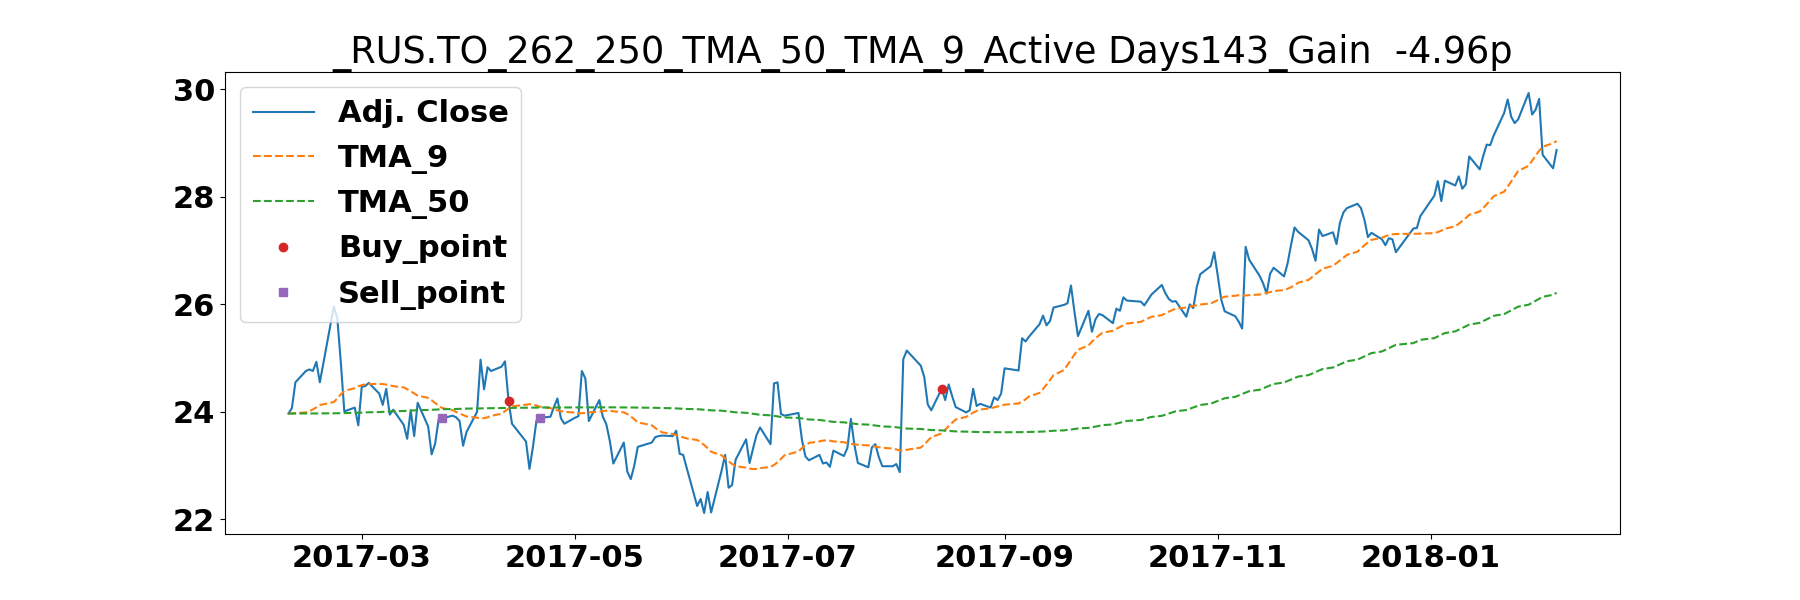 _RUS.TO_262_250_TMA_50_TMA_9_Active Days143_Gain  -4.96p
30
28
26
24
22
Adj. Close
TMA_9
TMA_50
Buy_point
Sell_point
2017-03 2017-05 2017-07 2017-09 2017-11 2018-01